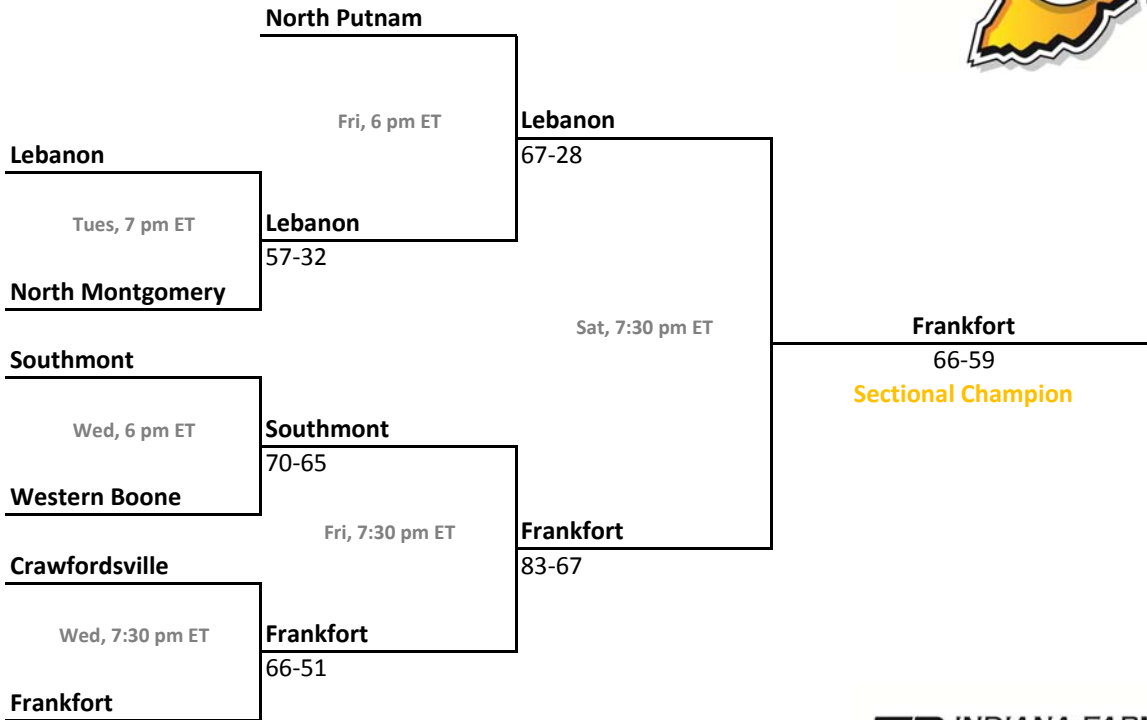 North Putnam
Fri, 6 pm ET
Lebanon
Lebanon
67-28
Tues, 7 pm ET
Lebanon
57-32
North Montgomery
Sat, 7:30 pm ET
Frankfort
Southmont
66-59
Sectional Champion
Wed, 6 pm ET
Southmont
70-65
Western Boone
Fri, 7:30 pm ET
Frankfort
Crawfordsville
83-67
Wed, 7:30 pm ET
Frankfort
66-51
Frankfort
INDIANA